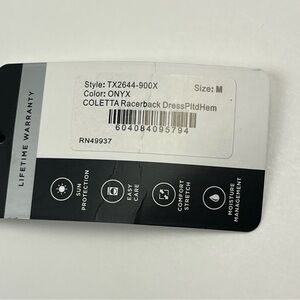 Style: TX2644-900X
Size: M
Color: ONYX
COLETTA Racerback DressPltdHem
604084095794
RN49937
LIFETIME WARRANTY
SUN
PROTECTION
EASY
CARE
COMFORT
STRETCH
MOISTURE
MANAGEMENT